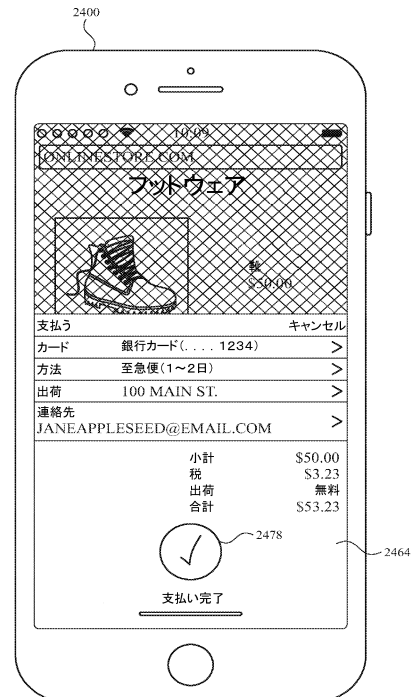 2400
10:09
ONLINESTORE.COM
フットウェア
靴
$50.00
支払う キャンセル
カード 銀行カード(....1234) >
方法 至急便(1~2日) >
出荷 100 MAIN ST. >
連絡先
JANEAPPLESEED@EMAIL.COM >
小計 $50.00
税 $3.23
出荷 無料
合計 $53.23
2478
2464
支払い完了